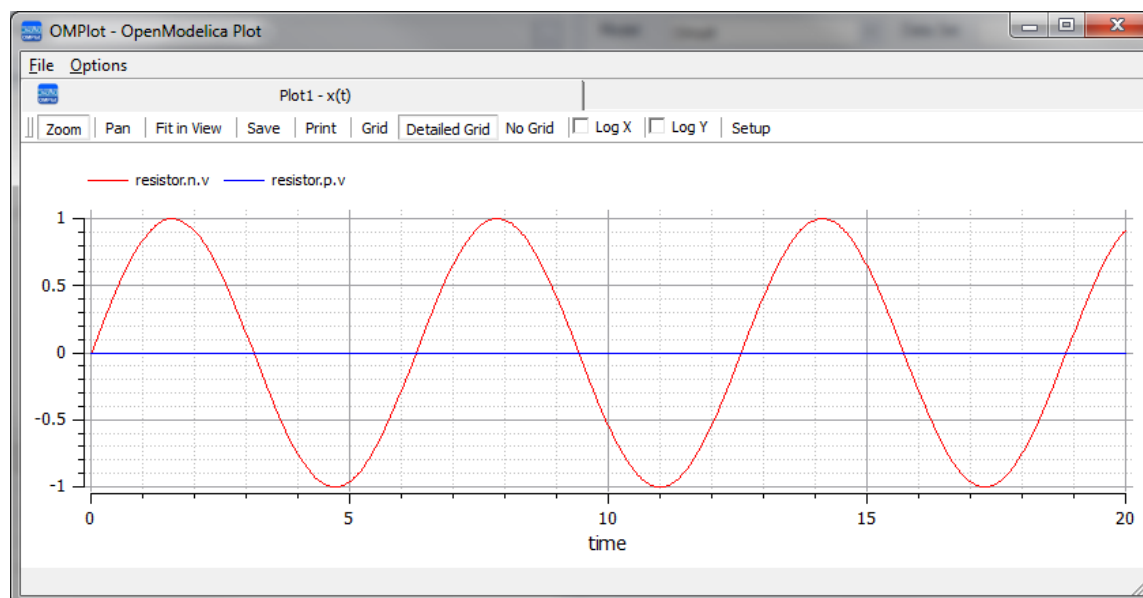 OMPlot - OpenModelica Plot
File Options
Plot1 - x(t)
Zoom Pan Fit in View Save Print Grid Detailed Grid No Grid Log X Log Y Setup
resistor.n.v resistor.p.v
1
0.5
0
-0.5
-1
0 5 10 15 20
time